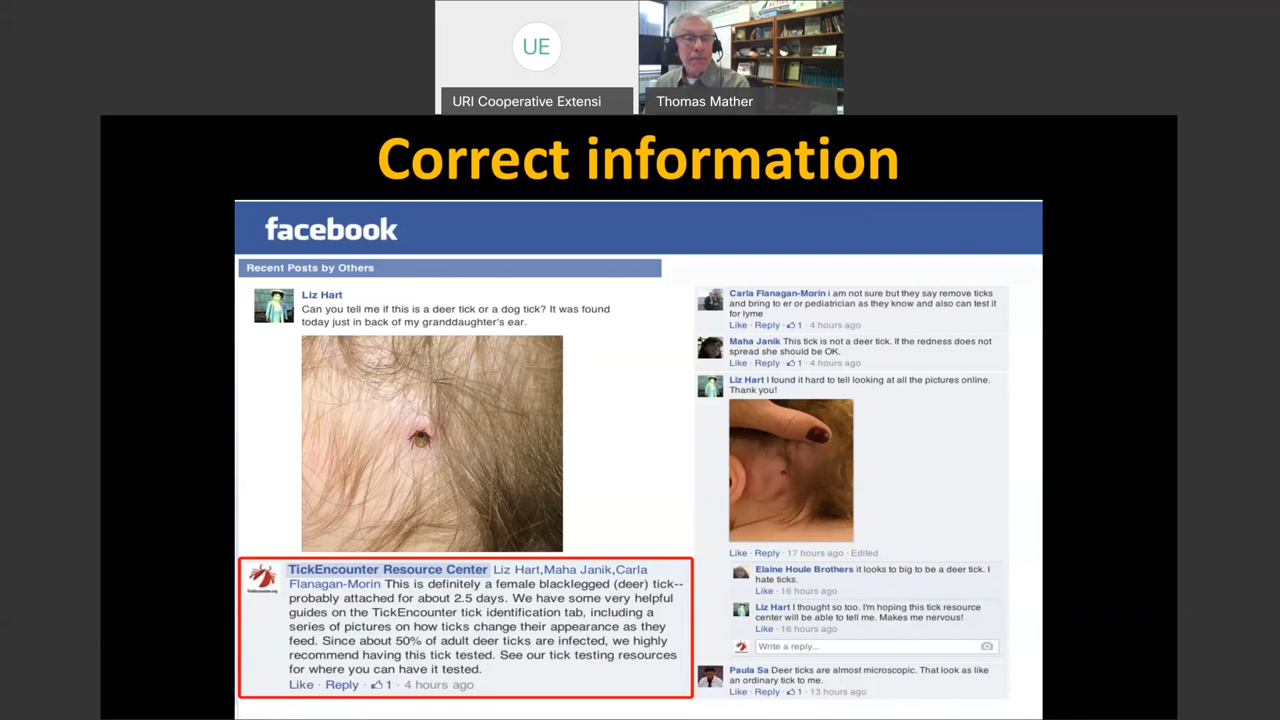 UE
URI Cooperative Extensi
Thomas Mather
Correct information
facebook
Recent Posts by Others
Liz Hart
Can you tell me if this is a deer tick or a dog tick? It was found
today just in back of my granddaughter's ear.
TickEncounter Resource Center Liz Hart,Maha Janik,Carla
Flanagan-Morin This is definitely a female blacklegged (deer) tick--
probably attached for about 2.5 days. We have some very helpful
guides on the TickEncounter tick identification tab, including a
series of pictures on how ticks change their appearance as they
feed. Since about 50% of adult deer ticks are infected, we highly
recommend having this tick tested. See our tick testing resources
for where you can have it tested.
Like · Reply · 1 · 4 hours ago
Carla Flanagan-Morin i am not sure but they say remove ticks
and bring to er or pediatrician as they know and also can test it
for lyme
Like · Reply · 1 · 4 hours ago
Maha Janik This tick is not a deer tick. If the redness does not
spread she should be OK.
Like · Reply · 1 · 4 hours ago
Liz Hart I found it hard to tell looking at all the pictures online.
Thank you!
Like · Reply · 17 hours ago · Edited
Elaine Houle Brothers it looks to big to be a deer tick. I
hate ticks.
Like · 16 hours ago
Liz Hart I thought so too. I'm hoping this tick resource
center will be able to tell me. Makes me nervous!
Like · 16 hours ago
Write a reply...
Paula Sa Deer ticks are almost microscopic. That look as like
an ordinary tick to me.
Like · Reply · 1 · 13 hours ago